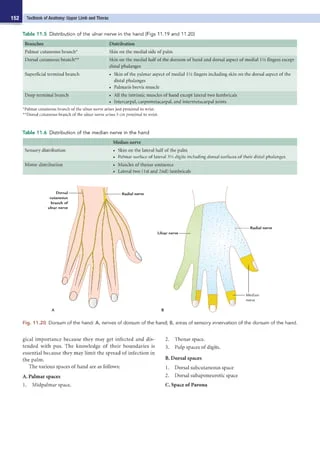 152 Textbook of Anatomy: Upper Limb and Thorax
Table 11.5 Distribution of the ulnar nerve in the hand (Figs 11.19 and 11.20)
Branches Distribution
Palmar cutaneous branch* Skin on the medial side of palm
Dorsal cutaneous branch** Skin on the medial half of the dorsum of hand and dorsal aspect of medial 1½ fingers except
distal phalanges
Superficial terminal branch • Skin of the palmar aspect of medial 1½ fingers including skin on the dorsal aspect of the
distal phalanges
• Palmaris brevis muscle
Deep terminal branch • All the intrinsic muscles of hand except lateral two lumbricals
• Intercarpal, carpometacarpal, and intermetacarpal joints
*Palmar cutaneous branch of the ulnar nerve arises just proximal to wrist.
**Dorsal cutaneous branch of the ulnar nerve arises 5 cm proximal to wrist.
Table 11.6 Distribution of the median nerve in the hand
Median nerve
Sensory distribution • Skin on the lateral half of the palm
• Palmar surface of lateral 3½ digits including dorsal surfaces of their distal phalanges
Motor distribution • Muscles of thenar eminence
• Lateral two (1st and 2nd) lumbricals
Dorsal
cutaneous
branch of
ulnar nerve
Radial nerve
A
Ulnar nerve
Radial nerve
Median
nerve
B
Fig. 11.20 Dorsum of the hand: A, nerves of dorsum of the hand; B, areas of sensory innervation of the dorsum of the hand.
gical importance because they may get infected and dis-
tended with pus. The knowledge of their boundaries is
essential because they may limit the spread of infection in
the palm.
The various spaces of hand are as follows:
A. Palmar spaces
1. Midpalmar space.
2. Thenar space.
3. Pulp spaces of digits.
B. Dorsal spaces
1. Dorsal subcutaneous space
2. Dorsal subaponeurotic space
C. Space of Parona